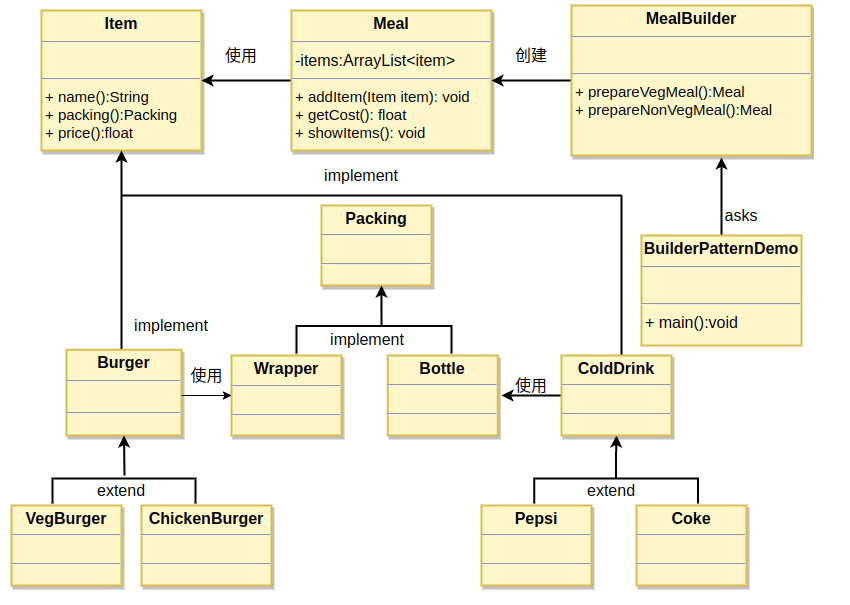 Item
+ name():String
+ packing():Packing
+ price():float
使用
Meal
-items:ArrayList<item>
+ addItem(Item item): void
+ getCost(): float
+ showItems(): void
创建
MealBuilder
+ prepareVegMeal():Meal
+ prepareNonVegMeal():Meal
implement
Packing
asks
BuilderPatternDemo
+ main():void
implement
implement
Burger
使用
Wrapper
Bottle
使用
ColdDrink
extend
extend
VegBurger
ChickenBurger
Pepsi
Coke